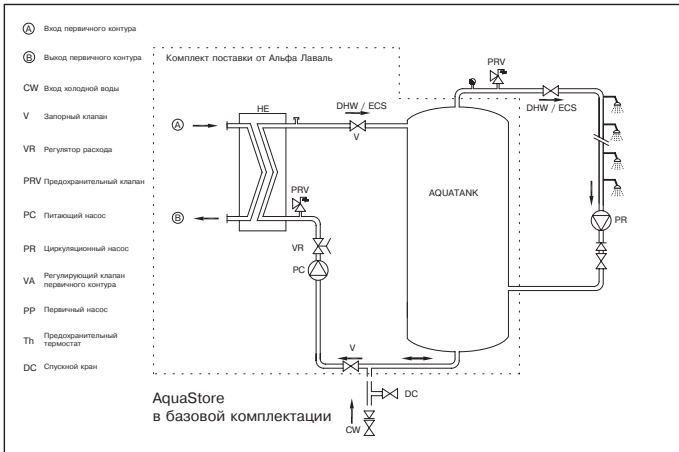 A Вход первичного контура
B Выход первичного контура
CW Вход холодной воды
V Запорный клапан
VR Регулятор расхода
PRV Предохранительный клапан
PC Питающий насос
PR Циркуляционный насос
VA Регулирующий клапан
первичного контура
PP Первичный насос
Th Предохранительный
термостат
DC Спускной кран
Комплект поставки от Альфа Лаваль
HE
DHW / ECS
V
PRV
DHW / ECS
A
B
PRV
VR
PC
AQUATANK
PR
V
DC
CW
AquaStore
в базовой комплектации